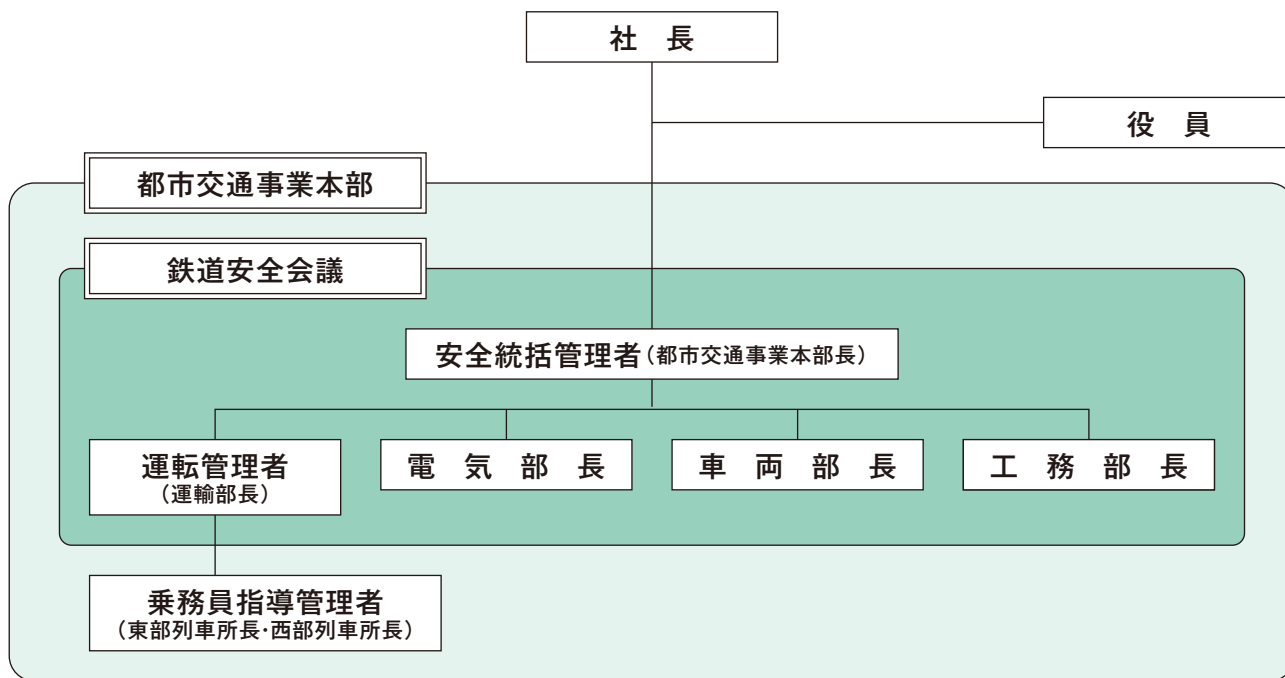 社　長
役　員
都市交通事業本部
鉄道安全会議
安全統括管理者(都市交通事業本部長)
運転管理者
(運輸部長)
電　気　部　長
車　両　部　長
工　務　部　長
乗務員指導管理者
(東部列車所長・西部列車所長)